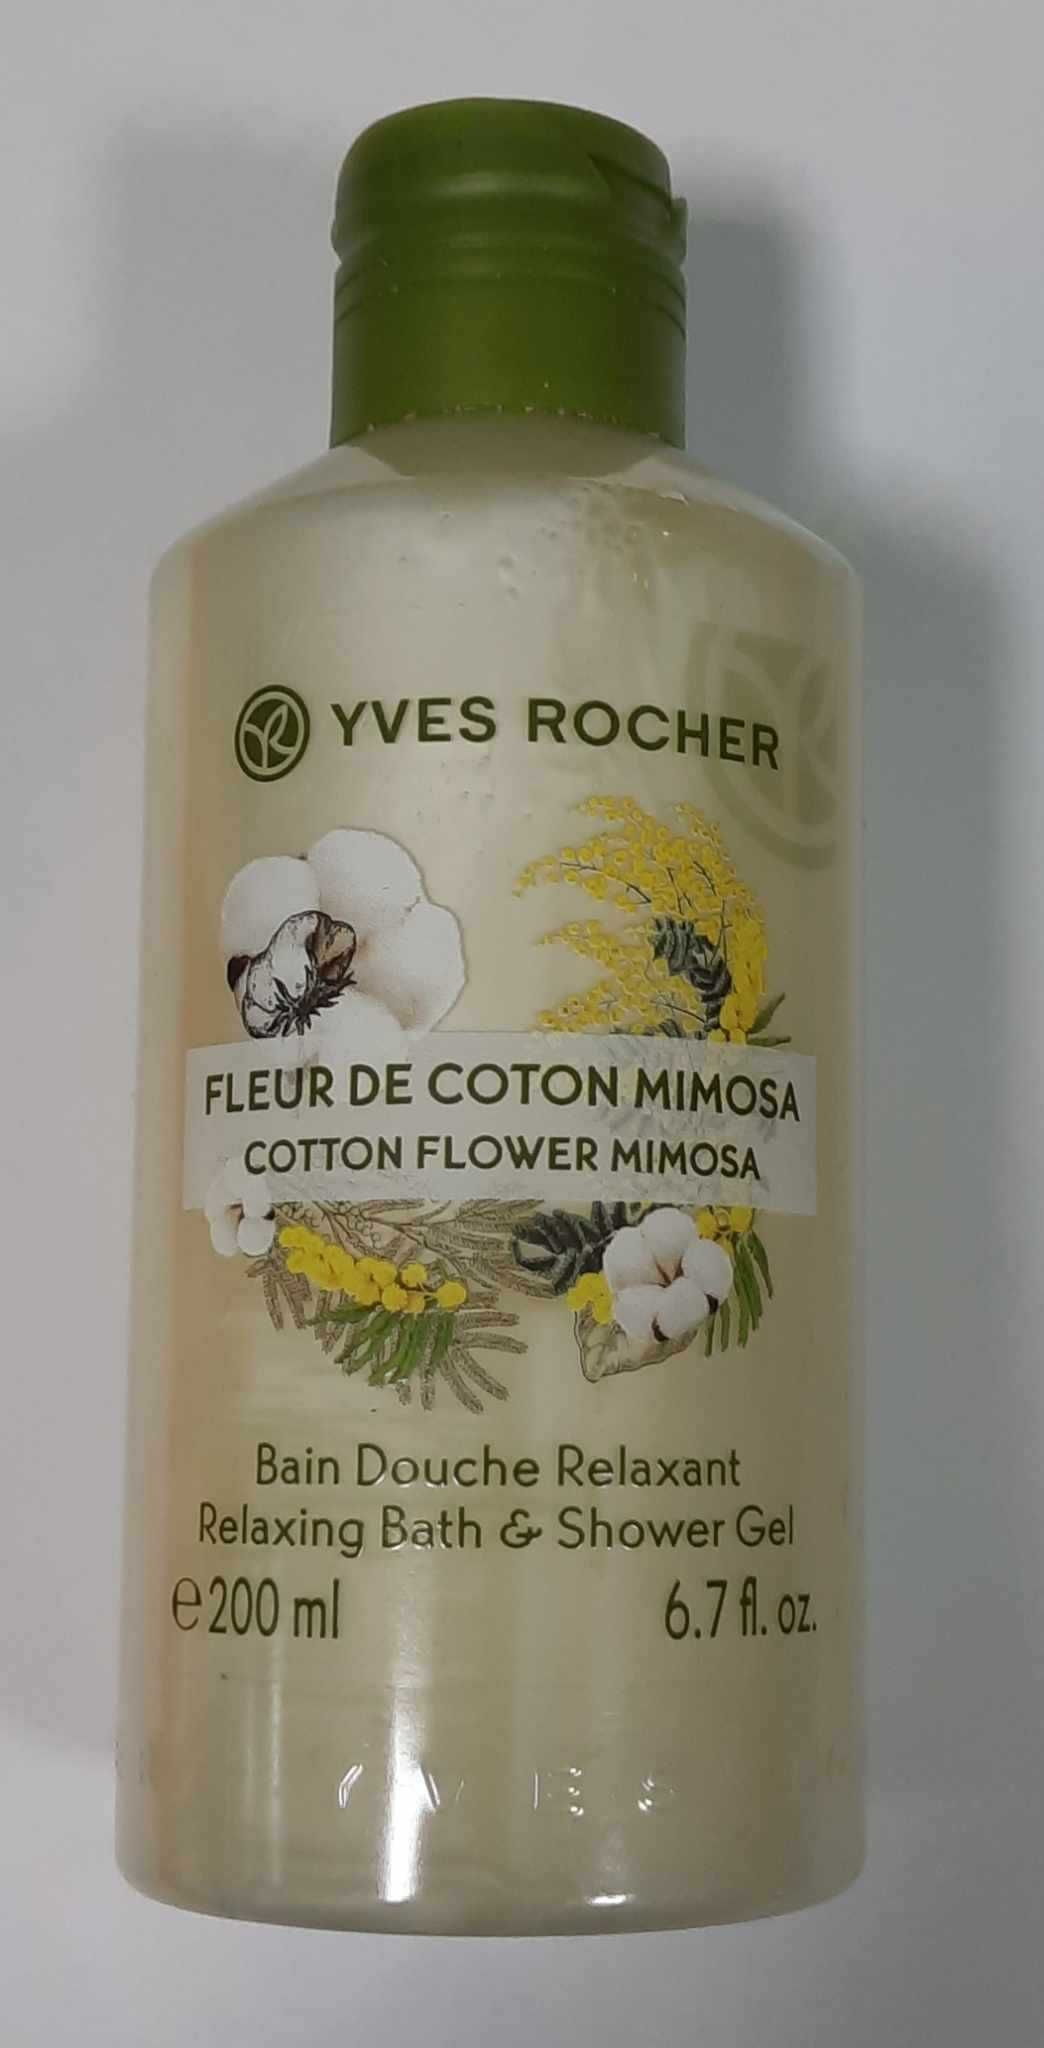 YVES ROCHER
FLEUR DE COTON MIMOSA
COTTON FLOWER MIMOSA
Bain Douche Relaxant
Relaxing Bath & Shower Gel
℮200 ml 6.7 fl. oz.
YVES